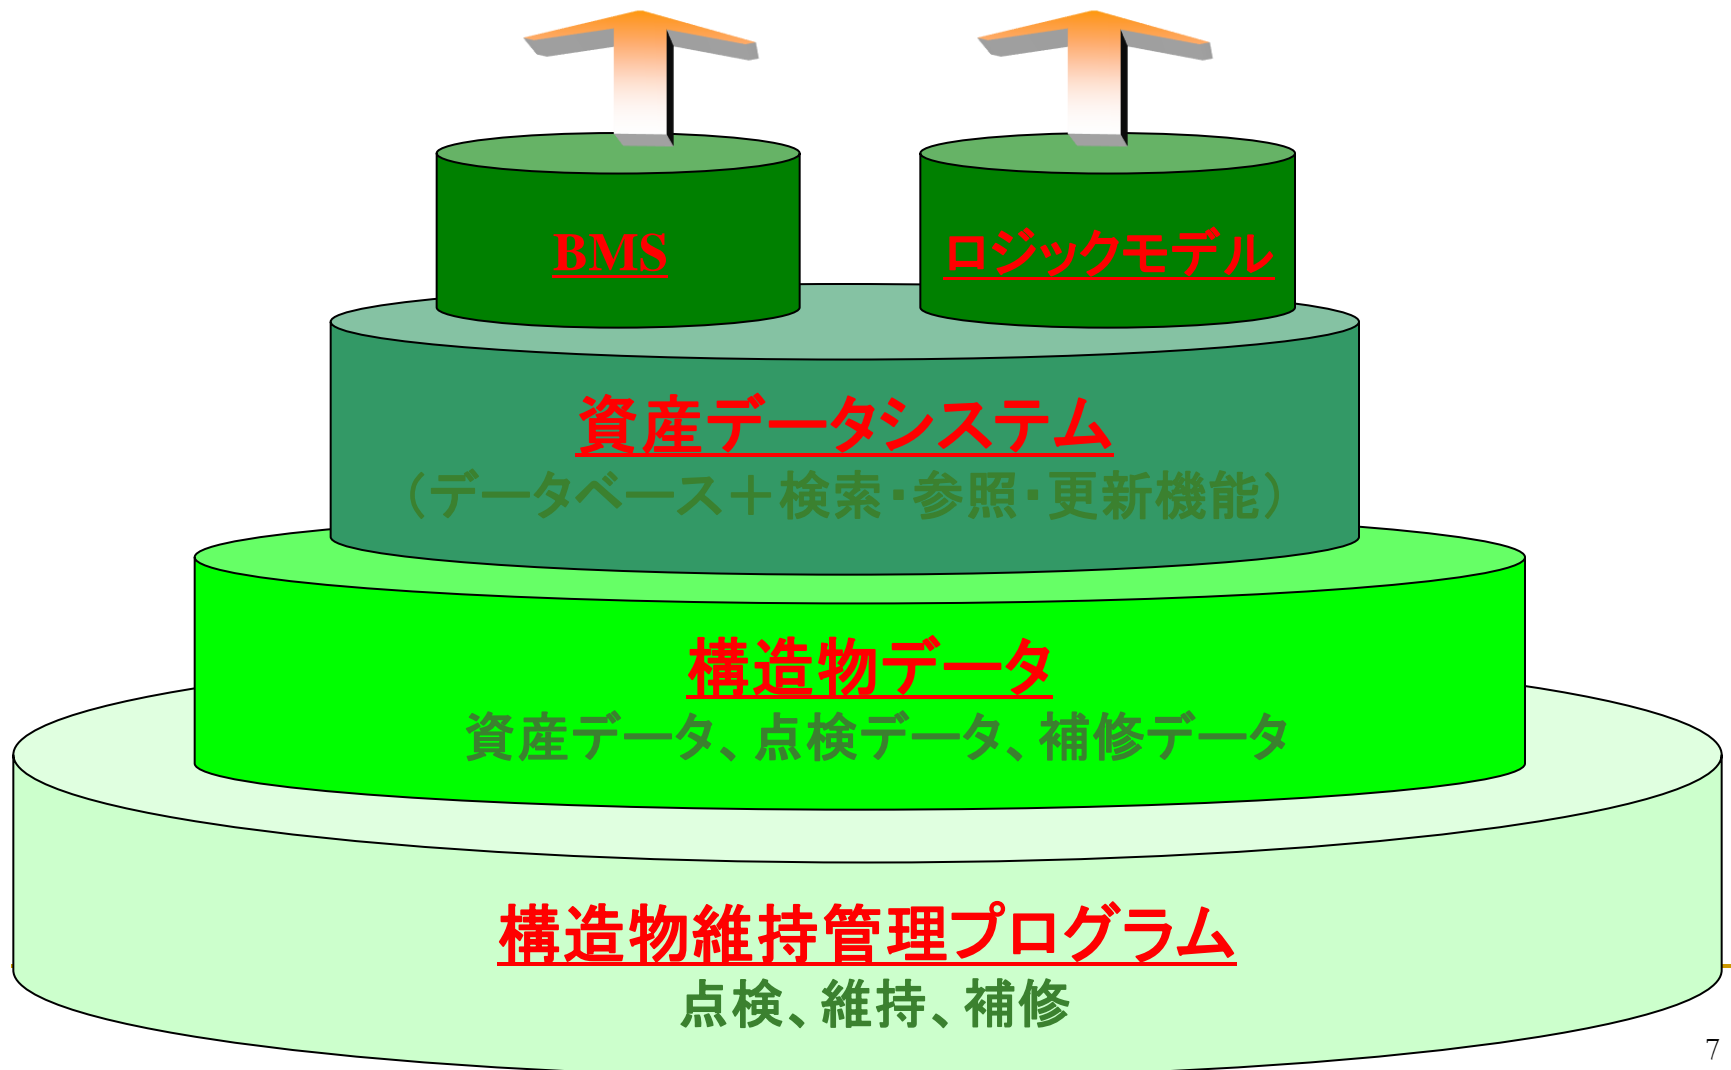 BMS
ロジックモデル
資産データシステム
（データベース＋検索・参照・更新機能）
構造物データ
資産データ、点検データ、補修データ
構造物維持管理プログラム
点検、維持、補修
7